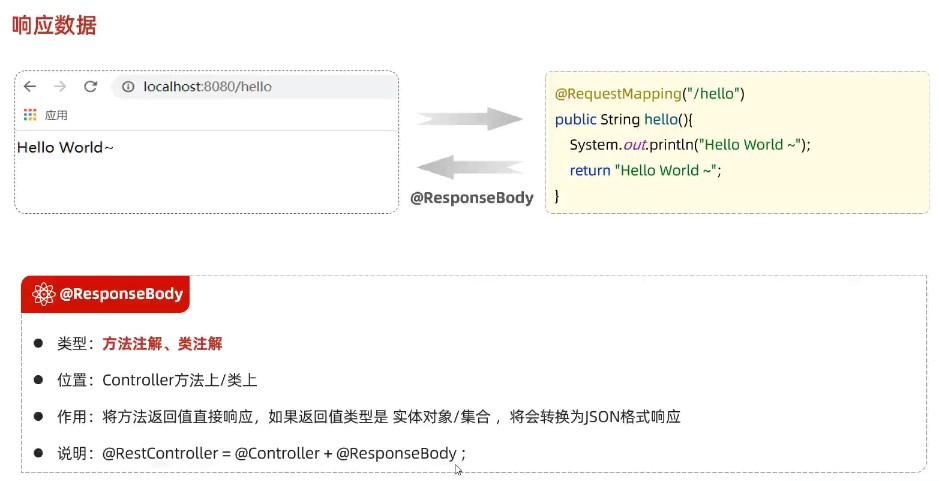 响应数据
localhost:8080/hello
应用
Hello World~
@ResponseBody
@RequestMapping("/hello")
public String hello(){
System.out.println("Hello World ~");
return "Hello World ~";
}
@ResponseBody
类型：方法注解、类注解
位置：Controller方法上/类上
作用：将方法返回值直接响应，如果返回值类型是 实体对象/集合 ，将会转换为JSON格式响应
说明：@RestController = @Controller + @ResponseBody ;